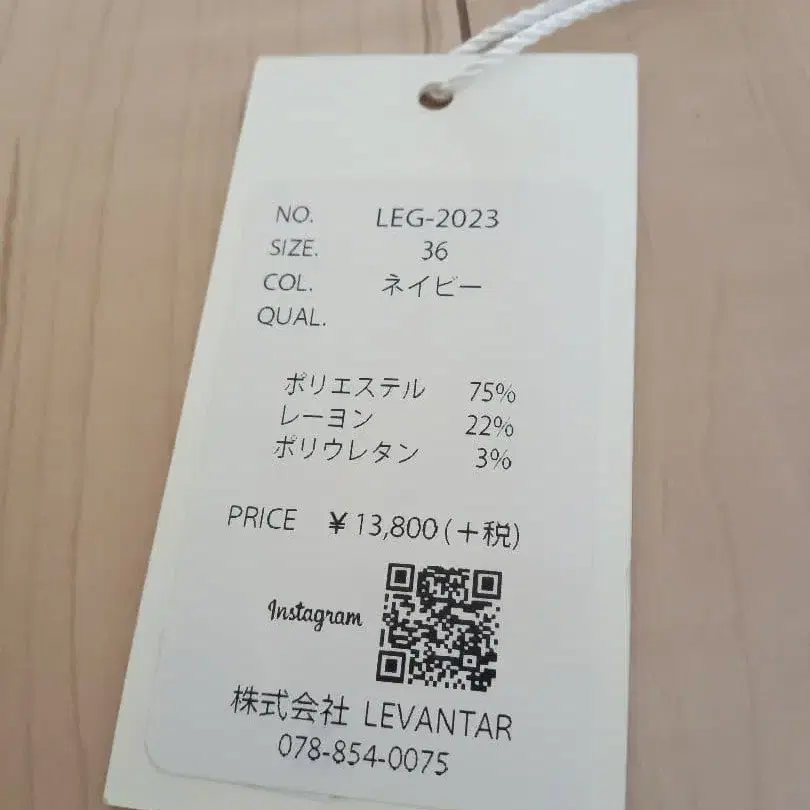 NO. LEG-2023
SIZE. 36
COL. ネイビー
QUAL.
ポリエステル 75%
レーヨン 22%
ポリウレタン 3%
PRICE ¥13,800(+税)
Instagram
株式会社 LEVANTAR
078-854-0075